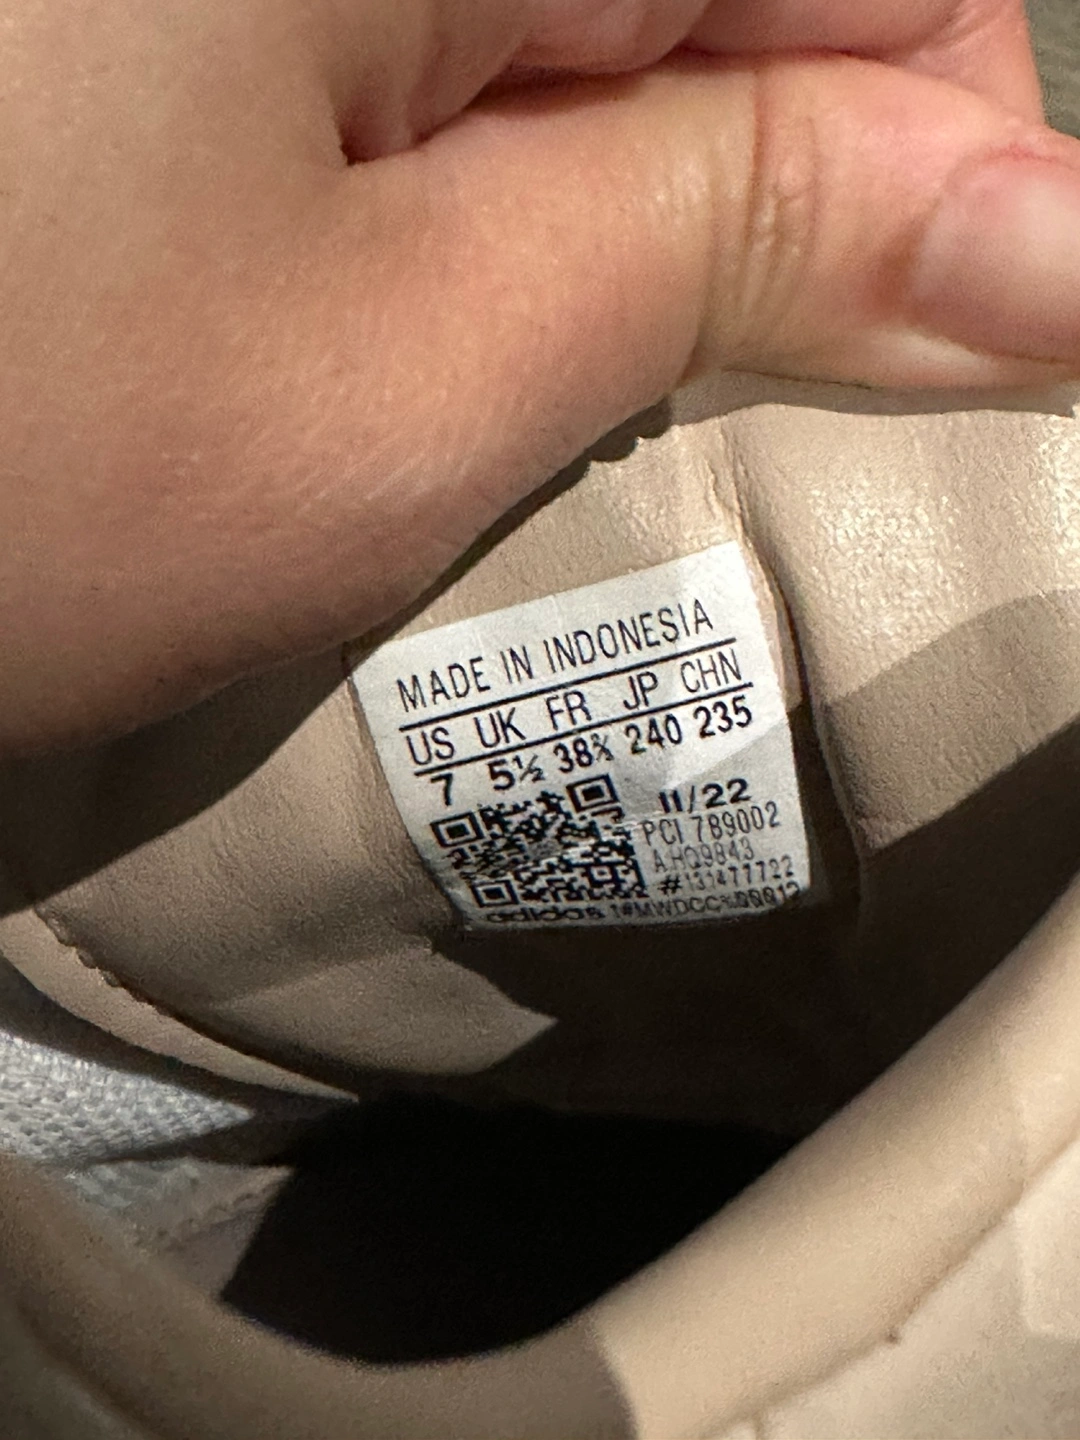 MADE IN INDONESIA
US UK FR JP CHN
7 5½ 38⅔ 240 235
11/22
PCI 789002
A.HQ9843
#131477722
adidas